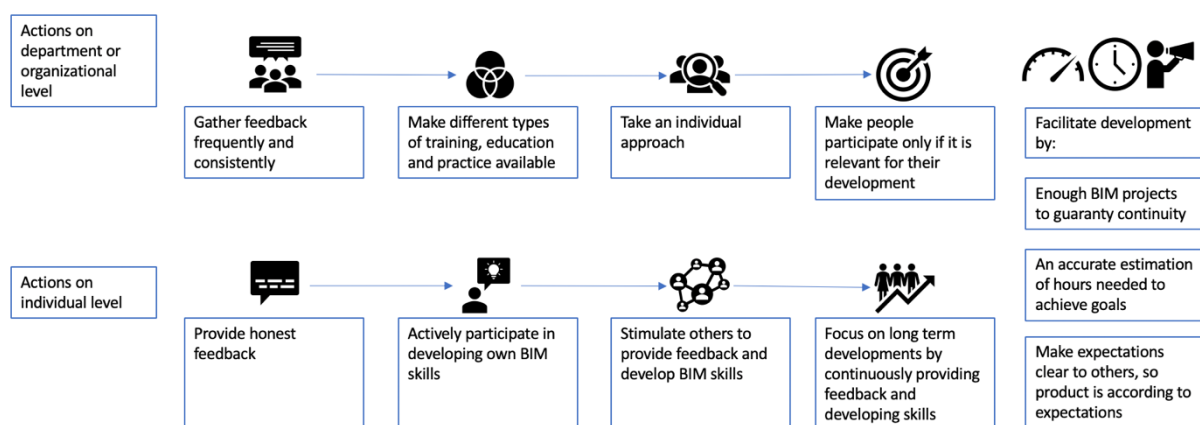 Actions on
department or
organizational
level
Gather feedback
frequently and
consistently
Make different types
of training, education
and practice available
Take an individual
approach
Make people
participate only if it is
relevant for their
development
Facilitate development
by:
Enough BIM projects
to guaranty continuity
An accurate estimation
of hours needed to
achieve goals
Make expectations
clear to others, so
product is according to
expectations
Actions on
individual level
Provide honest
feedback
Actively participate in
developing own BIM
skills
Stimulate others to
provide feedback and
develop BIM skills
Focus on long term
developments by
continuously providing
feedback and
developing skills